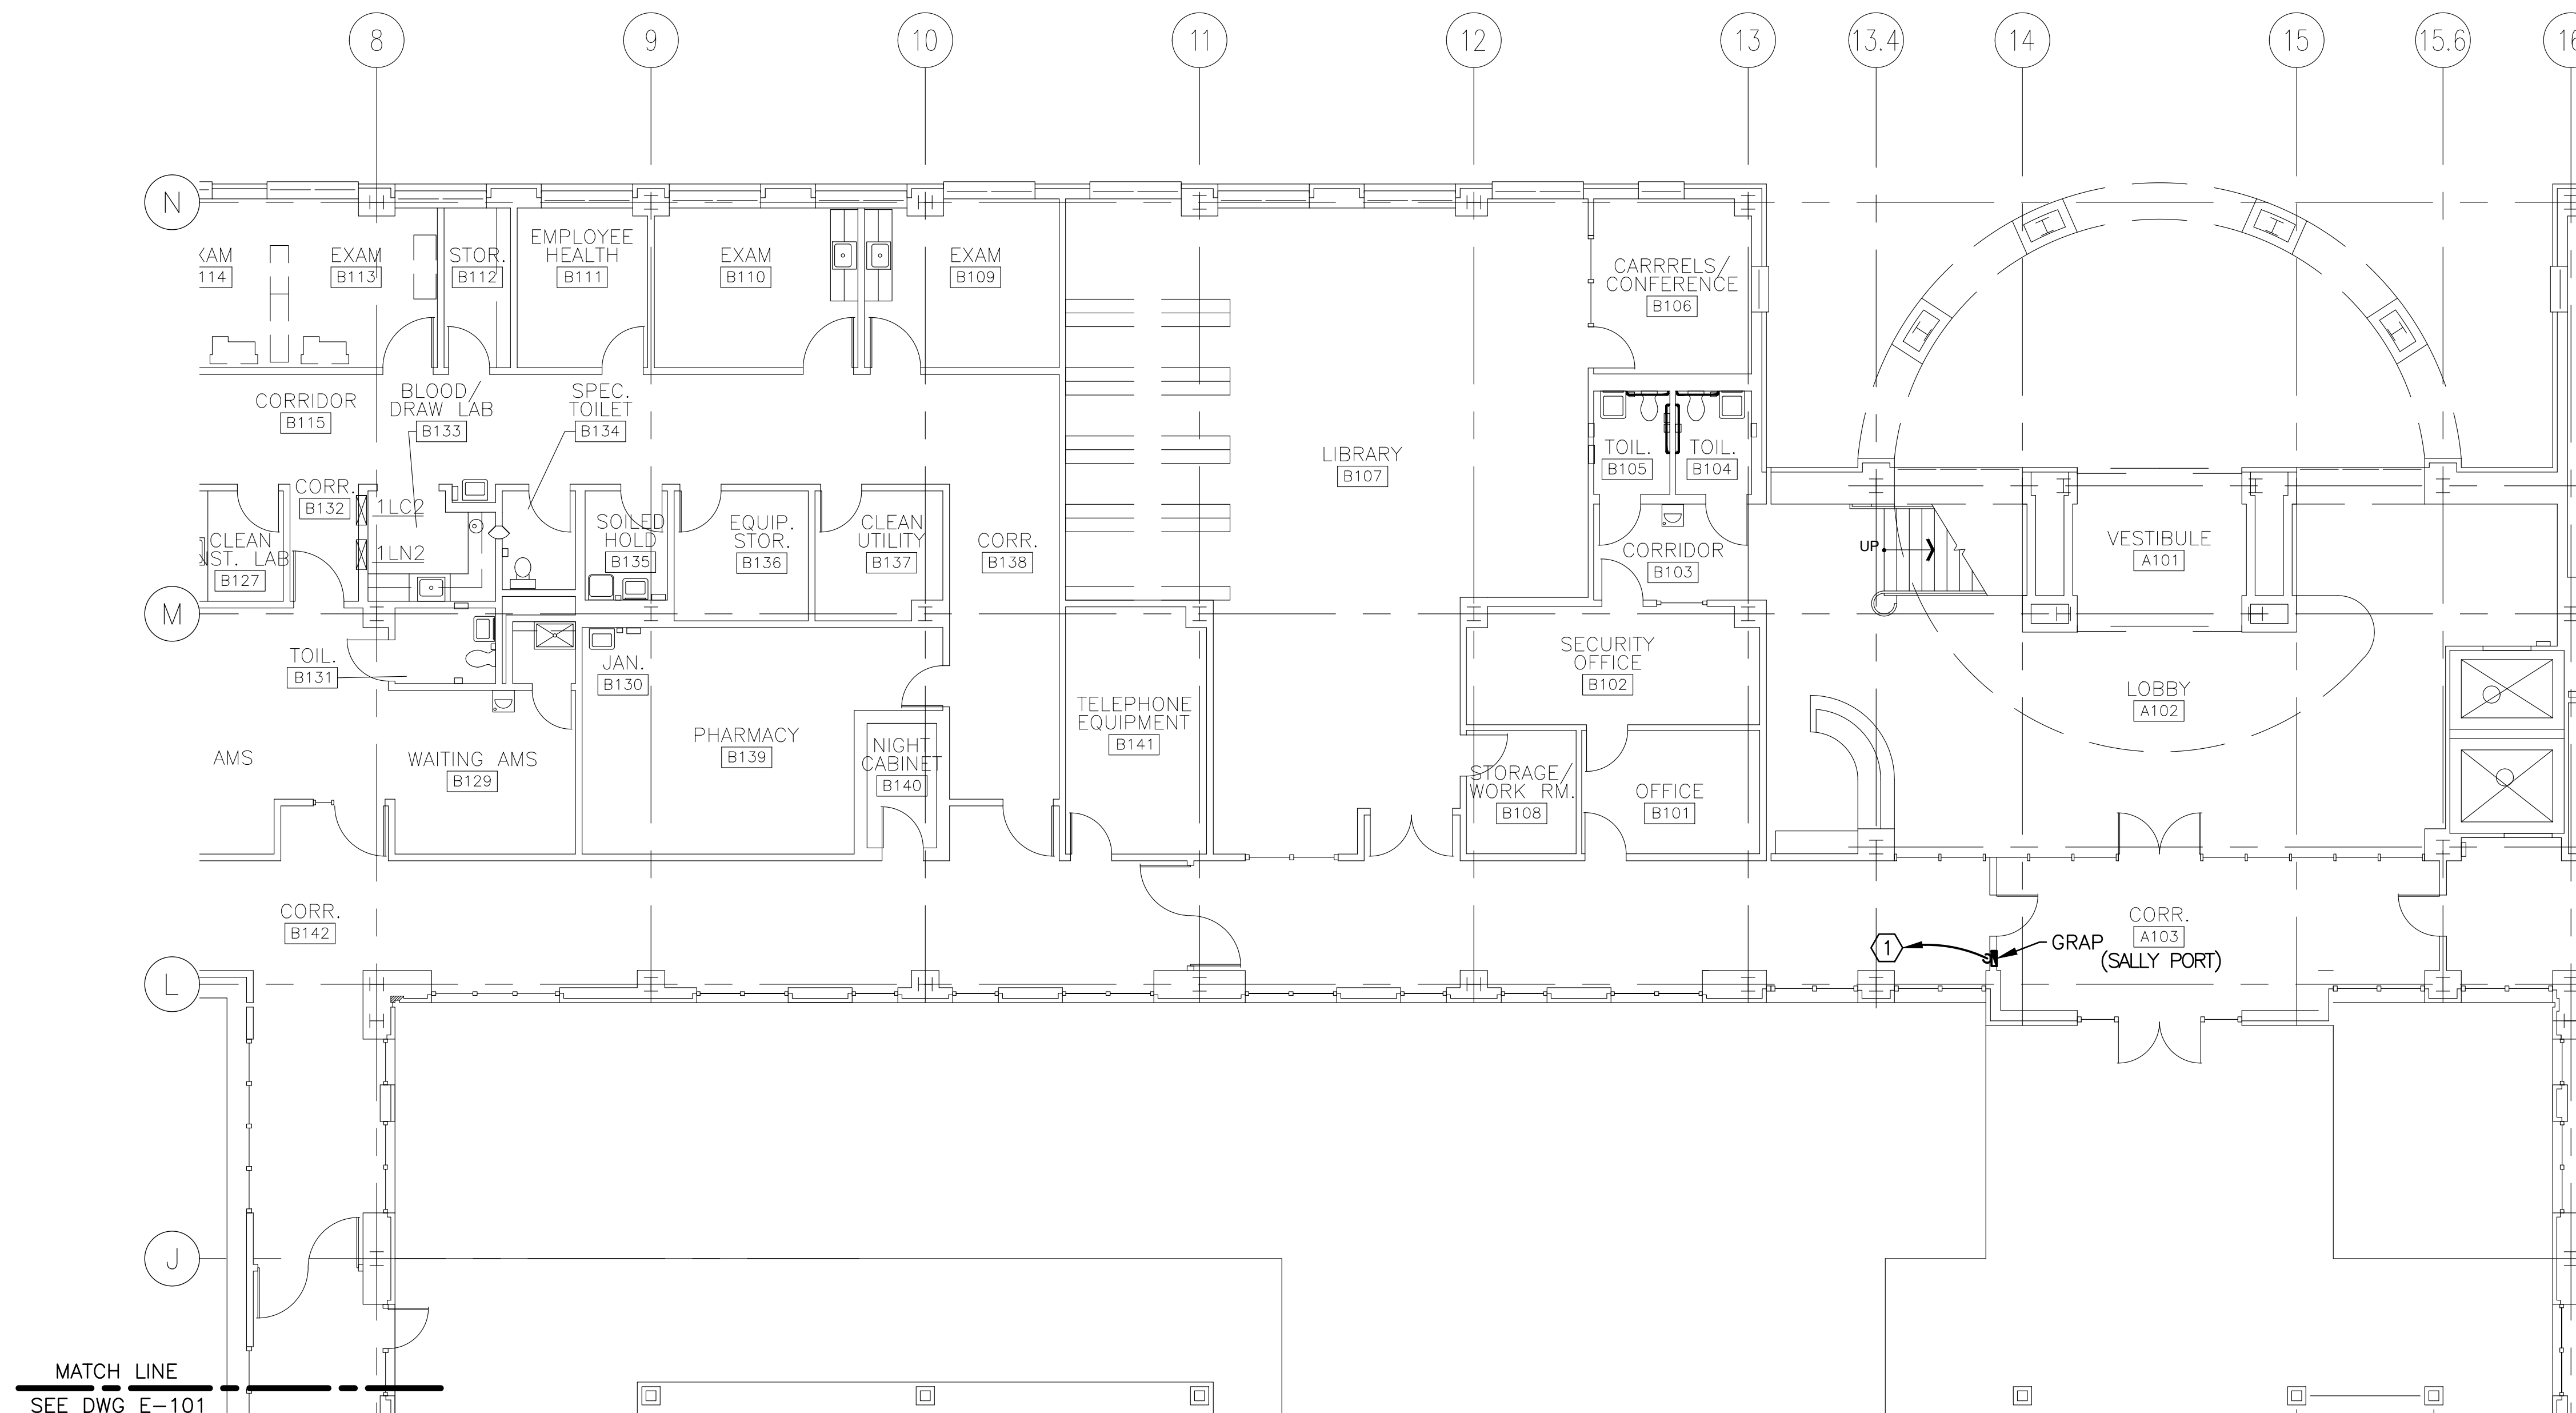 8
9
10
11
12
13
13.4
14
15
15.6
16
N
EXAM
B113
STOR.
B112
EMPLOYEE
HEALTH
B111
EXAM
B110
EXAM
B109
CARRRELS/
CONFERENCE
B106
CORRIDOR
B115
BLOOD/
DRAW LAB
B133
SPEC.
TOILET
B134
LIBRARY
B107
TOIL.
B105
TOIL.
B104
CORR.
B132
1LC2
1LN2
CLEAN
INST. LAB
B127
SOILED
HOLD
B135
EQUIP.
STOR.
B136
CLEAN
UTILITY
B137
CORR.
B138
CORRIDOR
B103
UP
VESTIBULE
A101
M
TOIL.
B131
JAN.
B130
SECURITY
OFFICE
B102
LOBBY
A102
AMS
WAITING AMS
B129
PHARMACY
B139
NIGHT
CABINET
B140
TELEPHONE
EQUIPMENT
B141
STORAGE/
WORK RM.
B108
OFFICE
B101
CORR.
B142
CORR.
A103
1
GRAP
(SALLY PORT)
L
J
MATCH LINE
SEE DWG E-101